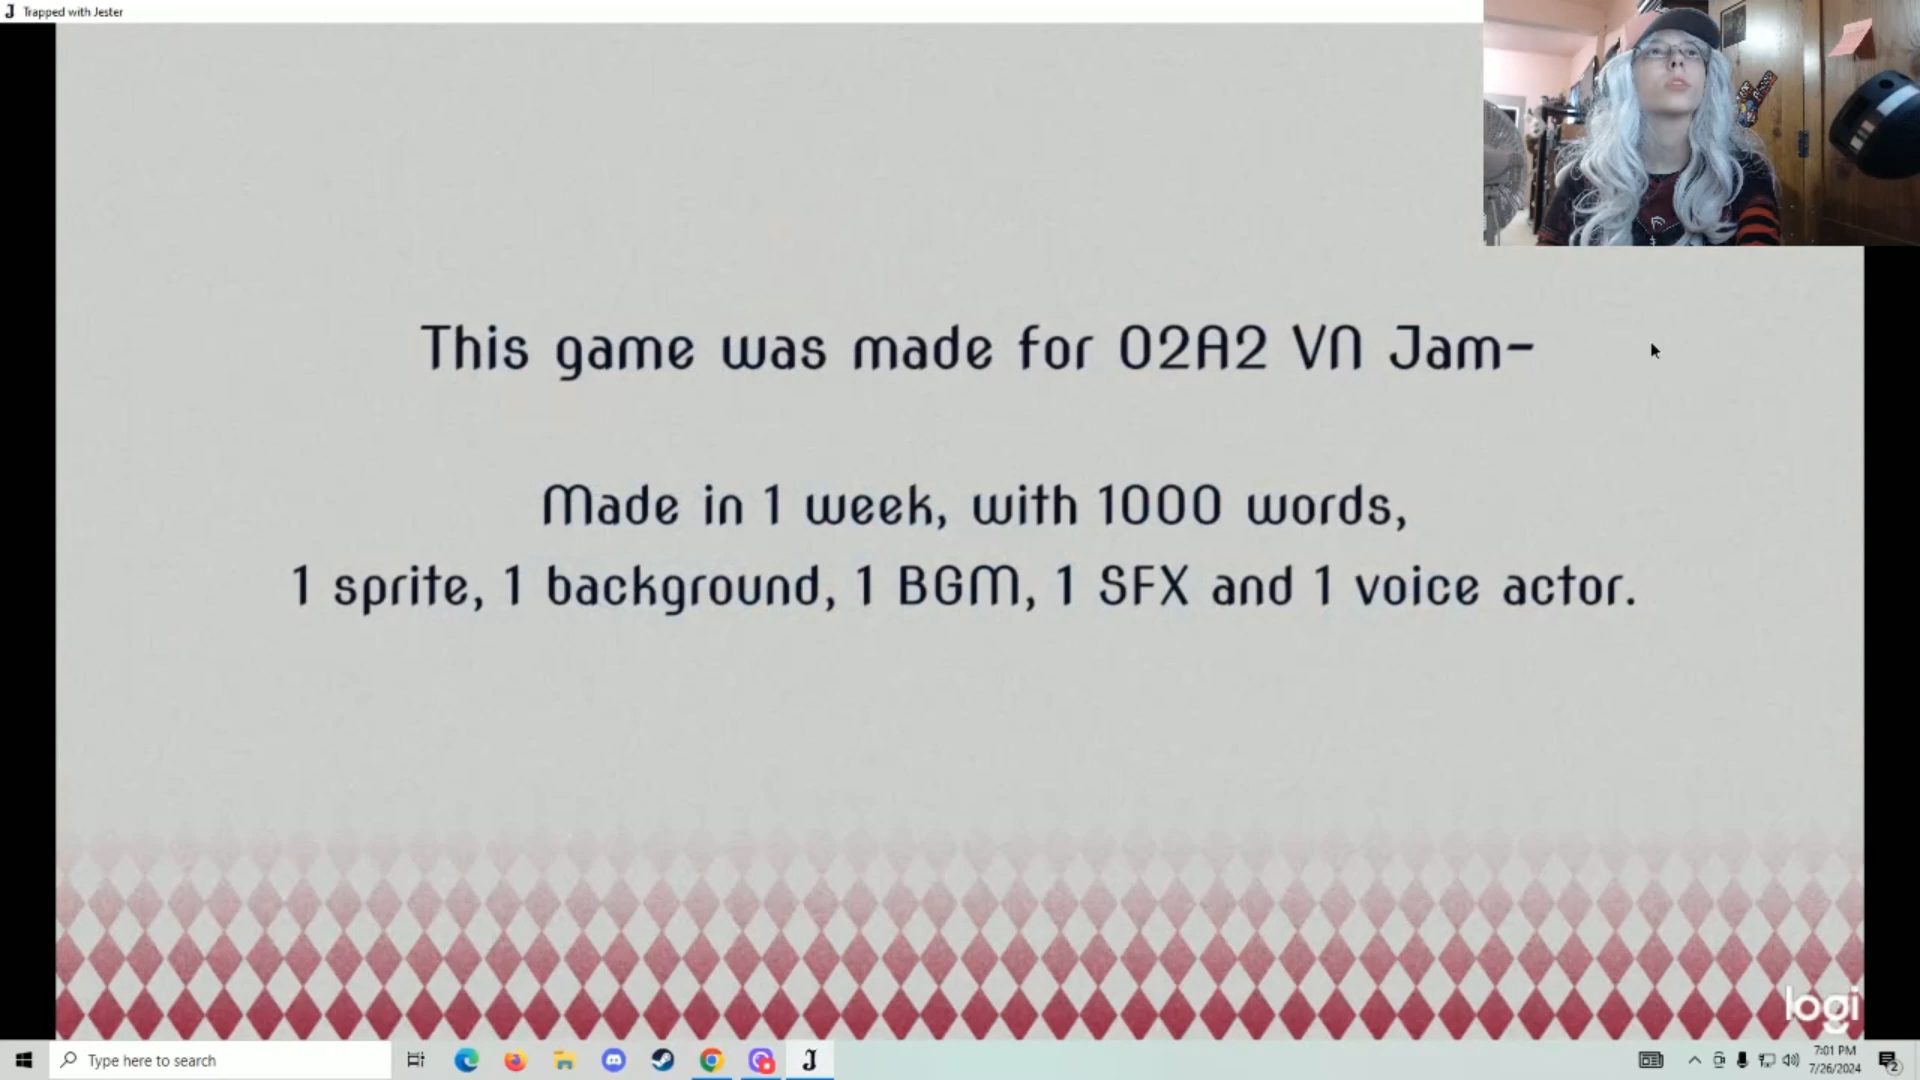 Trapped with Jester
This game was made for O2A2 VN Jam-
Made in 1 week, with 1000 words,
1 sprite, 1 background, 1 BGM, 1 SFX and 1 voice actor.
logi
Type here to search
7:01 PM
7/26/2024
2